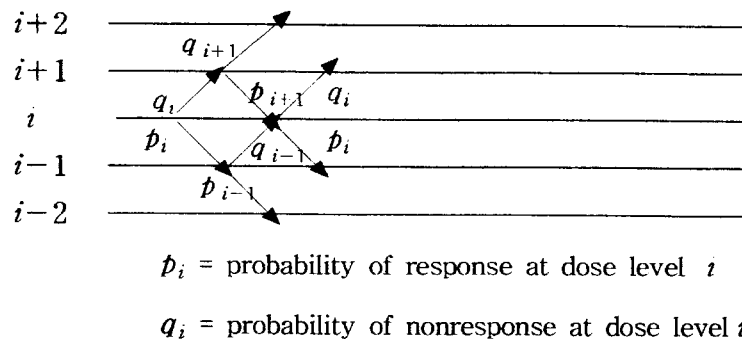 i+2
q i+1
i+1
q i p i+1 q i
i
p i q i−1 p i
i−1
p i−1
i−2
p i = probability of response at dose level i
q i = probability of nonresponse at dose level i